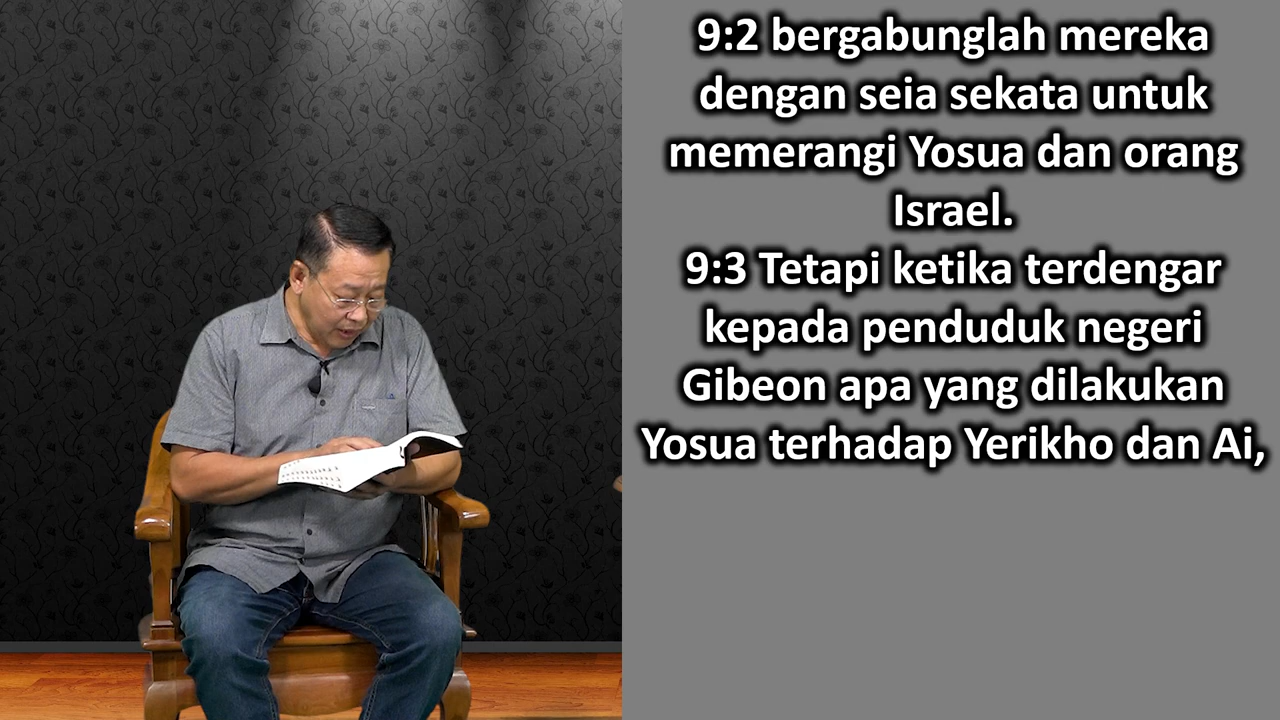 9:2 bergabunglah mereka
dengan seia sekata untuk
memerangi Yosua dan orang
Israel.
9:3 Tetapi ketika terdengar
kepada penduduk negeri
Gibeon apa yang dilakukan
Yosua terhadap Yerikho dan Ai,